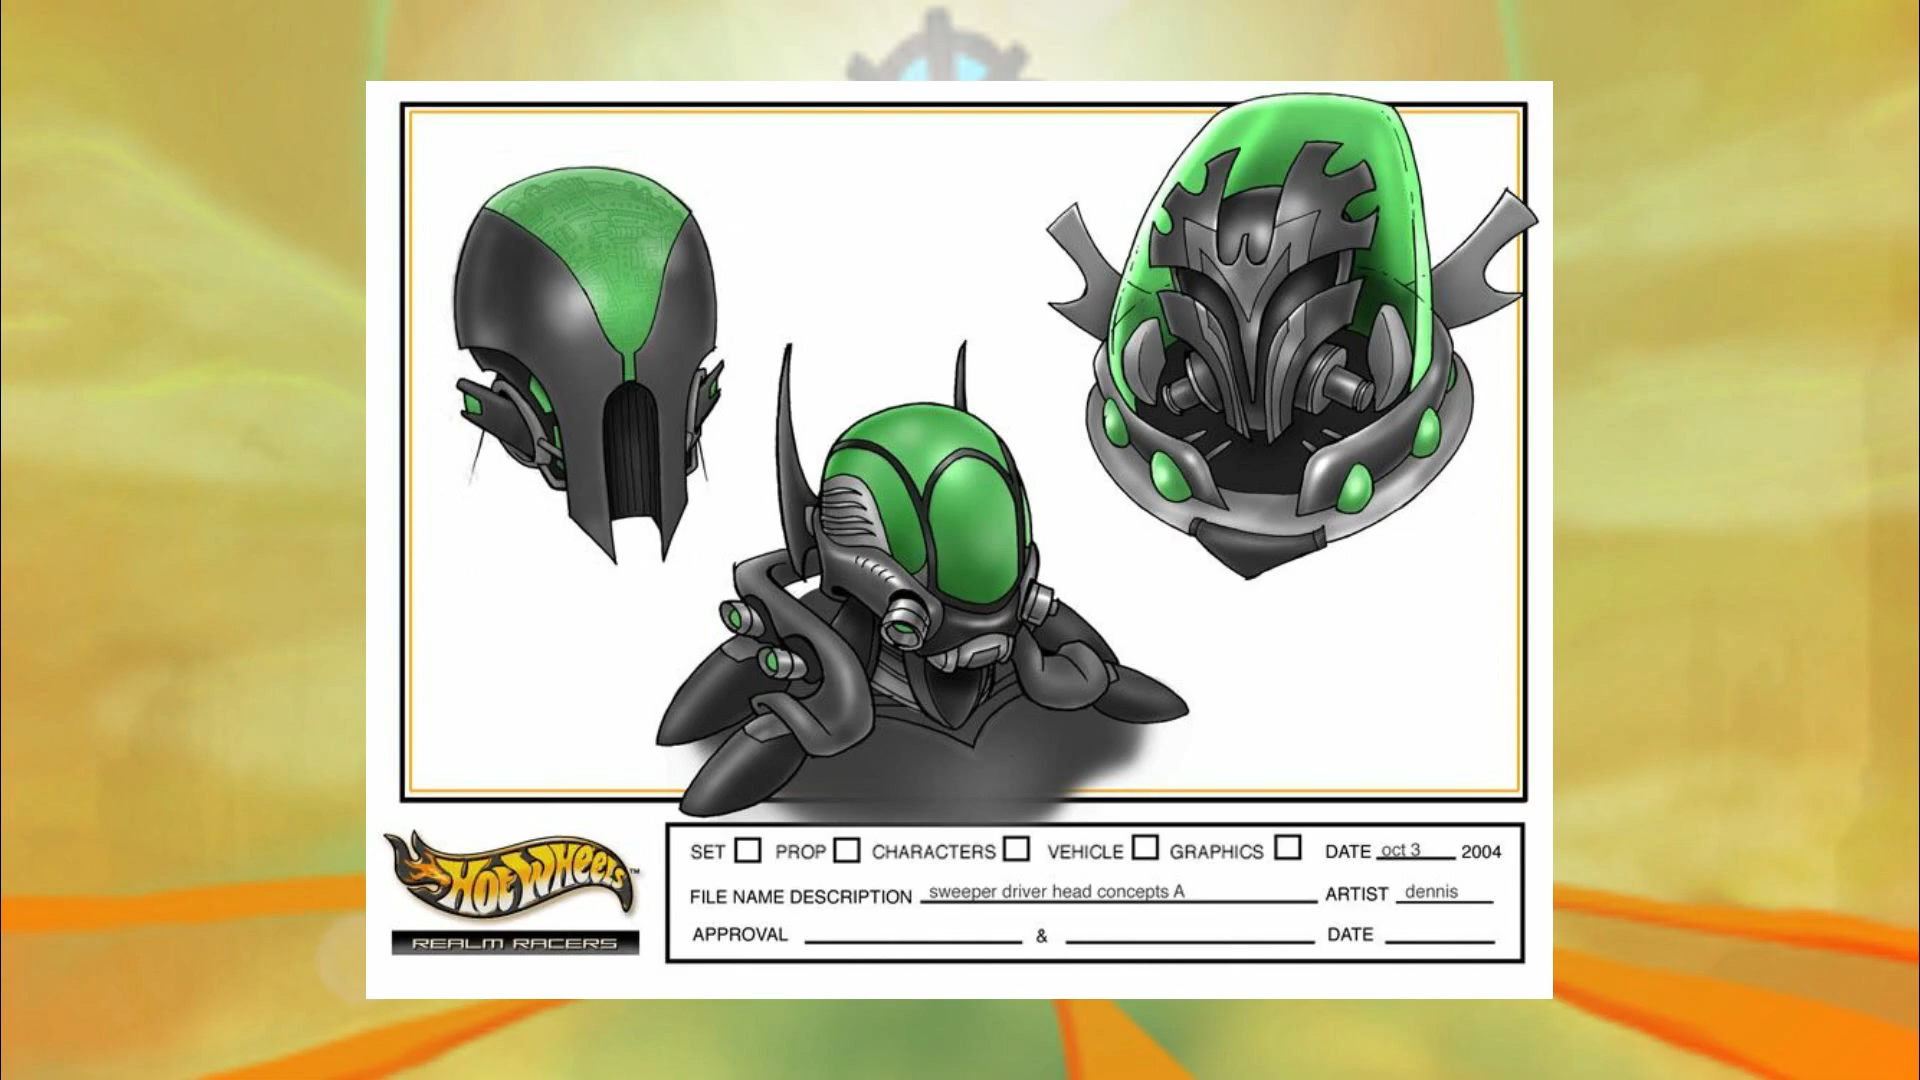 SET PROP CHARACTERS VEHICLE GRAPHICS DATE oct 3 2004
FILE NAME DESCRIPTION sweeper driver head concepts A ARTIST dennis
APPROVAL & DATE
HOT WHEELS™
REALM RACERS